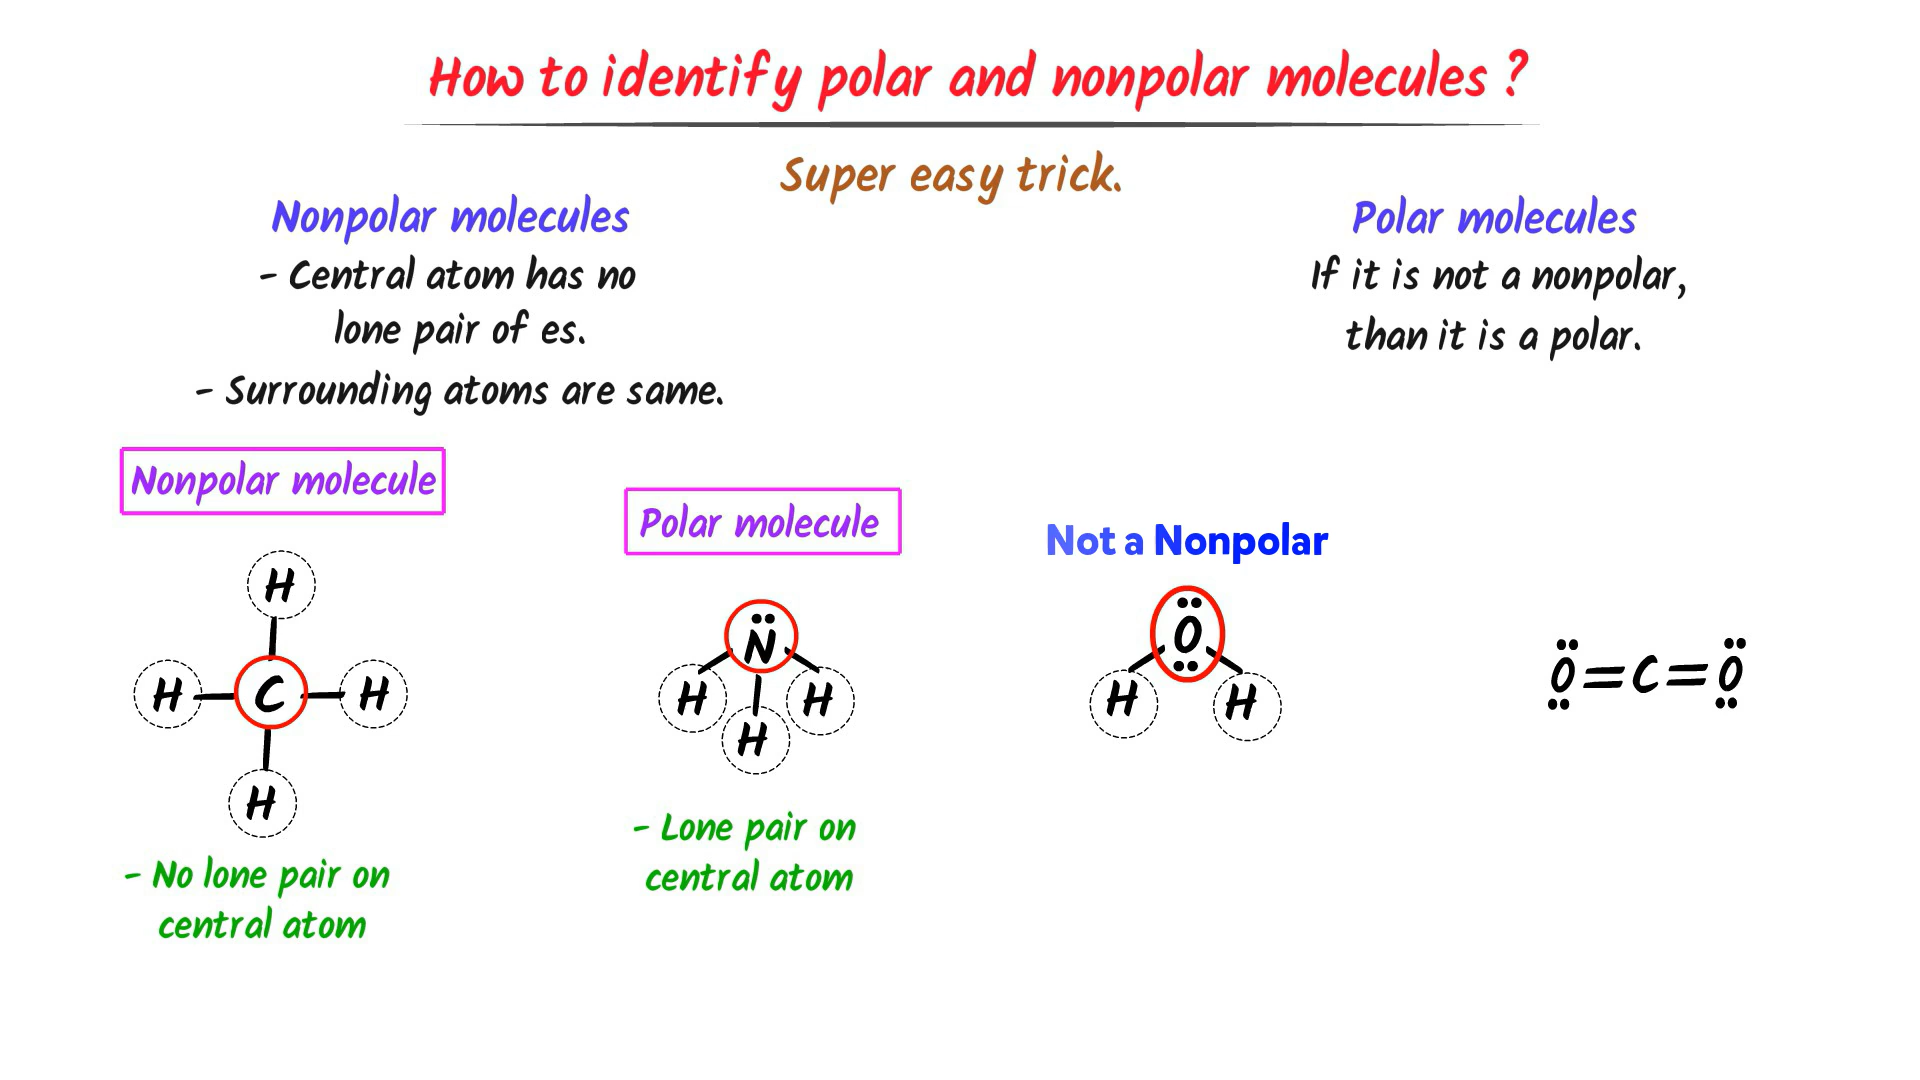 How to identify polar and nonpolar molecules ?
Super easy trick.
Nonpolar molecules
- Central atom has no
lone pair of es.
- Surrounding atoms are same.
Polar molecules
If it is not a nonpolar,
than it is a polar.
Nonpolar molecule
H
H C H
H
- No lone pair on
central atom
Polar molecule
N
H H
H
- Lone pair on
central atom
Not a Nonpolar
O
H H
O=C=O